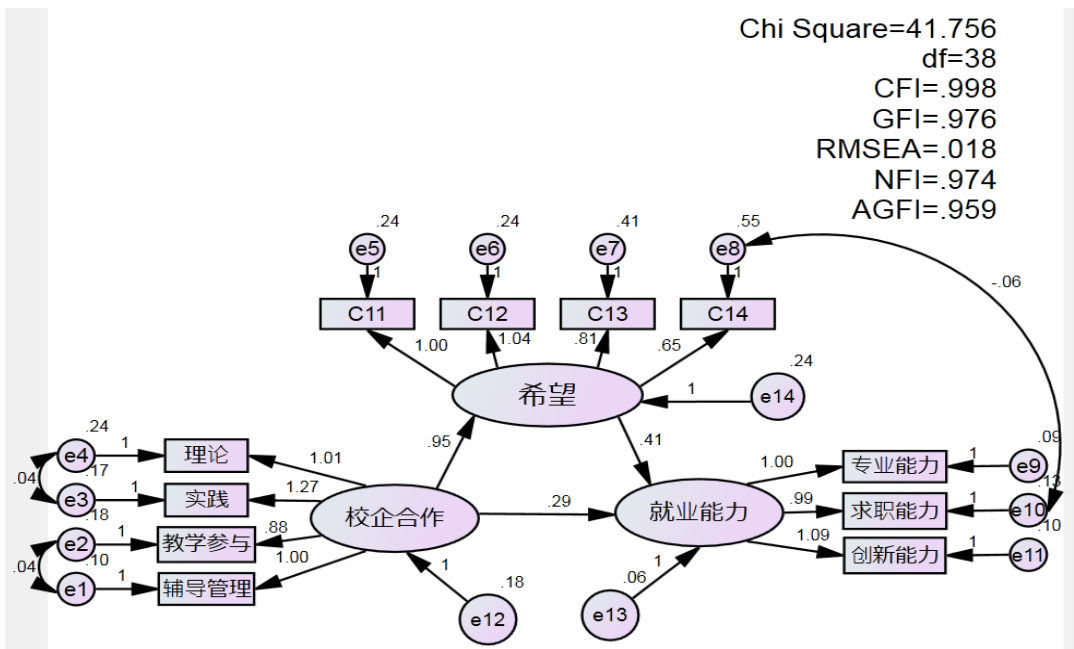 Chi Square=41.756
df=38
CFI=.998
GFI=.976
RMSEA=.018
NFI=.974
AGFI=.959
.24 .24 .41 .55
e5 e6 e7 e8
1 1 1 1
-.06
C11 C12 C13 C14
1.00 1.04 .81 .65
.24
希望 1 e14
.24
.95 .41
.09
e4 1 理论 1.01
1.00 专业能力 1 e9
.04 .17
.13
e3 1 实践 1.27
.29 就业能力 .99 求职能力 1 e10
.18
校企合作
.10
e2 1 教学参与 .88
1.09 创新能力 1 e11
.04 .10
1.00
e1 1 辅导管理
1 .18 .06 1
e12 e13